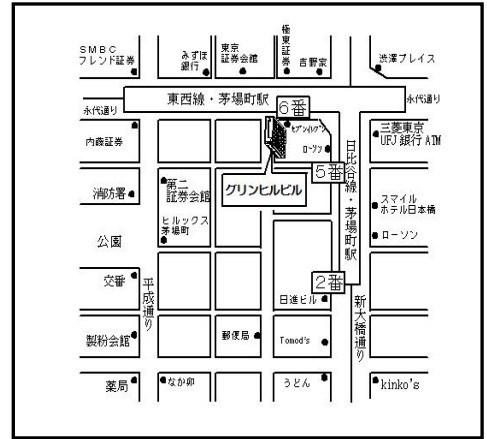 SMBC
フレンド証券
みずほ
銀行
東京
証券会館
極東証券
吉野家
渋澤プレイス
永代通り
東西線・茅場町駅
永代通り
6番
内藤証券
セブンイレブン
ローソン
三菱東京
UFJ銀行ATM
日比谷線・茅場町駅
5番
消防署
第二
証券会館
グリンヒルビル
スマイル
ホテル日本橋
ヒルックス
茅場町
ローソン
公園
交番
平成通り
2番
日進ビル
新大橋通り
製粉会館
郵便局
Tomod's
薬局
なか卯
うどん
kinko's